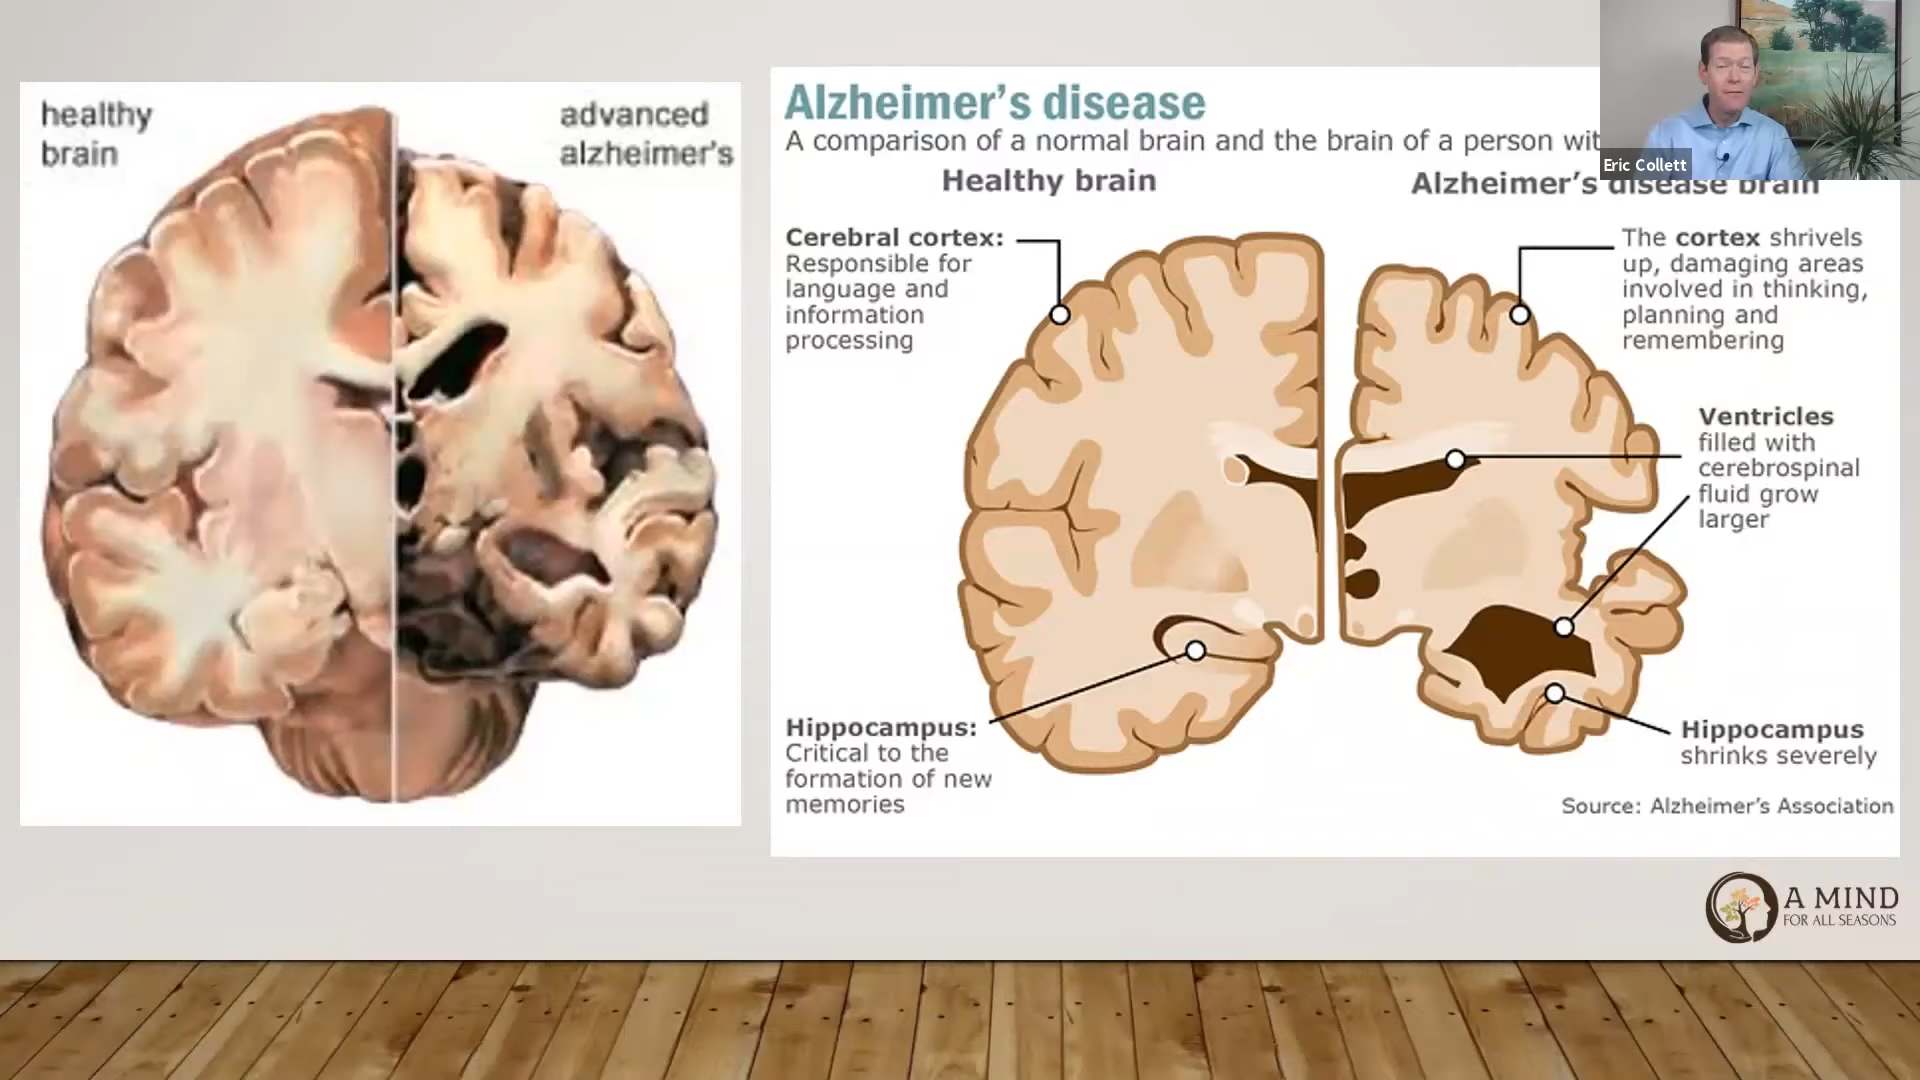 healthy
brain
advanced
alzheimer's
Alzheimer's disease
A comparison of a normal brain and the brain of a person
Healthy brain
Alzheimer's disease brain
Cerebral cortex:
Responsible for
language and
information
processing
The cortex shrivels
up, damaging areas
involved in thinking,
planning and
remembering
Ventricles
filled with
cerebrospinal
fluid grow
larger
Hippocampus:
Critical to the
formation of new
memories
Hippocampus
shrinks severely
Source: Alzheimer's Association
Eric Collett
A MIND
FOR ALL SEASONS